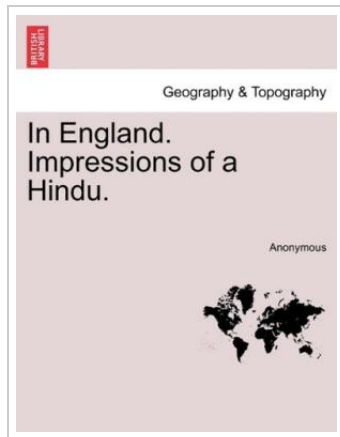 BRITISH
LIBRARY
Geography & Topography
In England.
Impressions of a
Hindu.
Anonymous